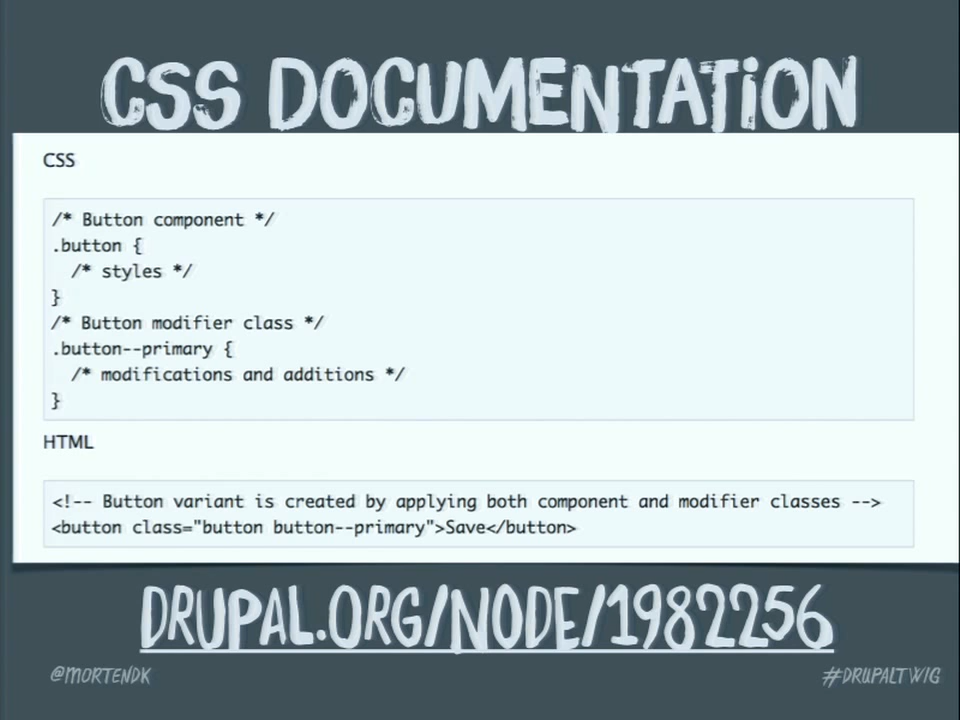 CSS DOCUMENTATiON
CSS
/* Button component */
.button {
  /* styles */
}
/* Button modifier class */
.button--primary {
  /* modifications and additions */
}
HTML
<!-- Button variant is created by applying both component and modifier classes -->
<button class="button button--primary">Save</button>
DRUPAL.ORG/NODE/1982256
@MORTENDK
#DRUPALTWIG